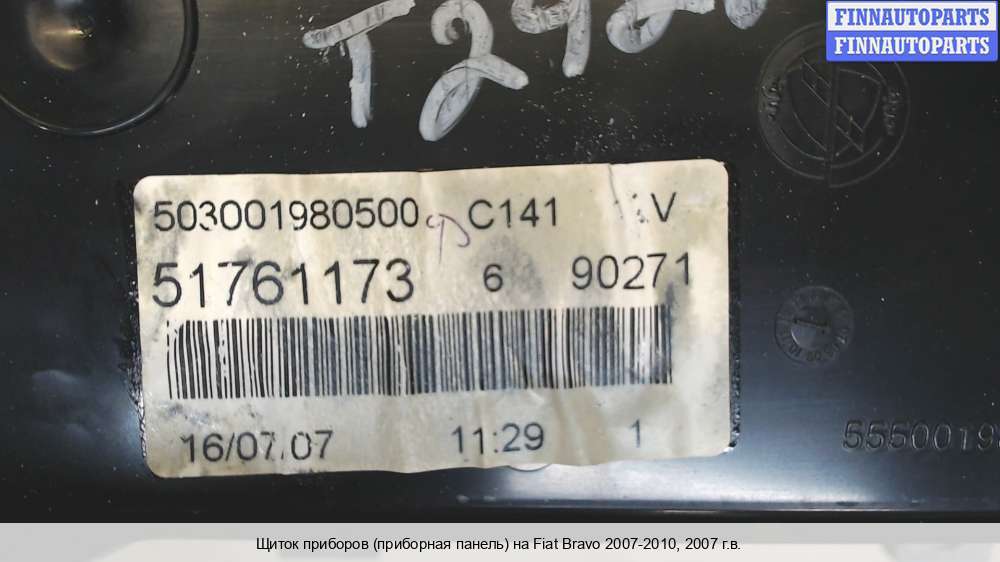 FINNAUTOPARTS
FINNAUTOPARTS
503001980500 C141 V
51761173 6 90271
16/07/07 11:29 1
Щиток приборов (приборная панель) на Fiat Bravo 2007-2010, 2007 г.в.